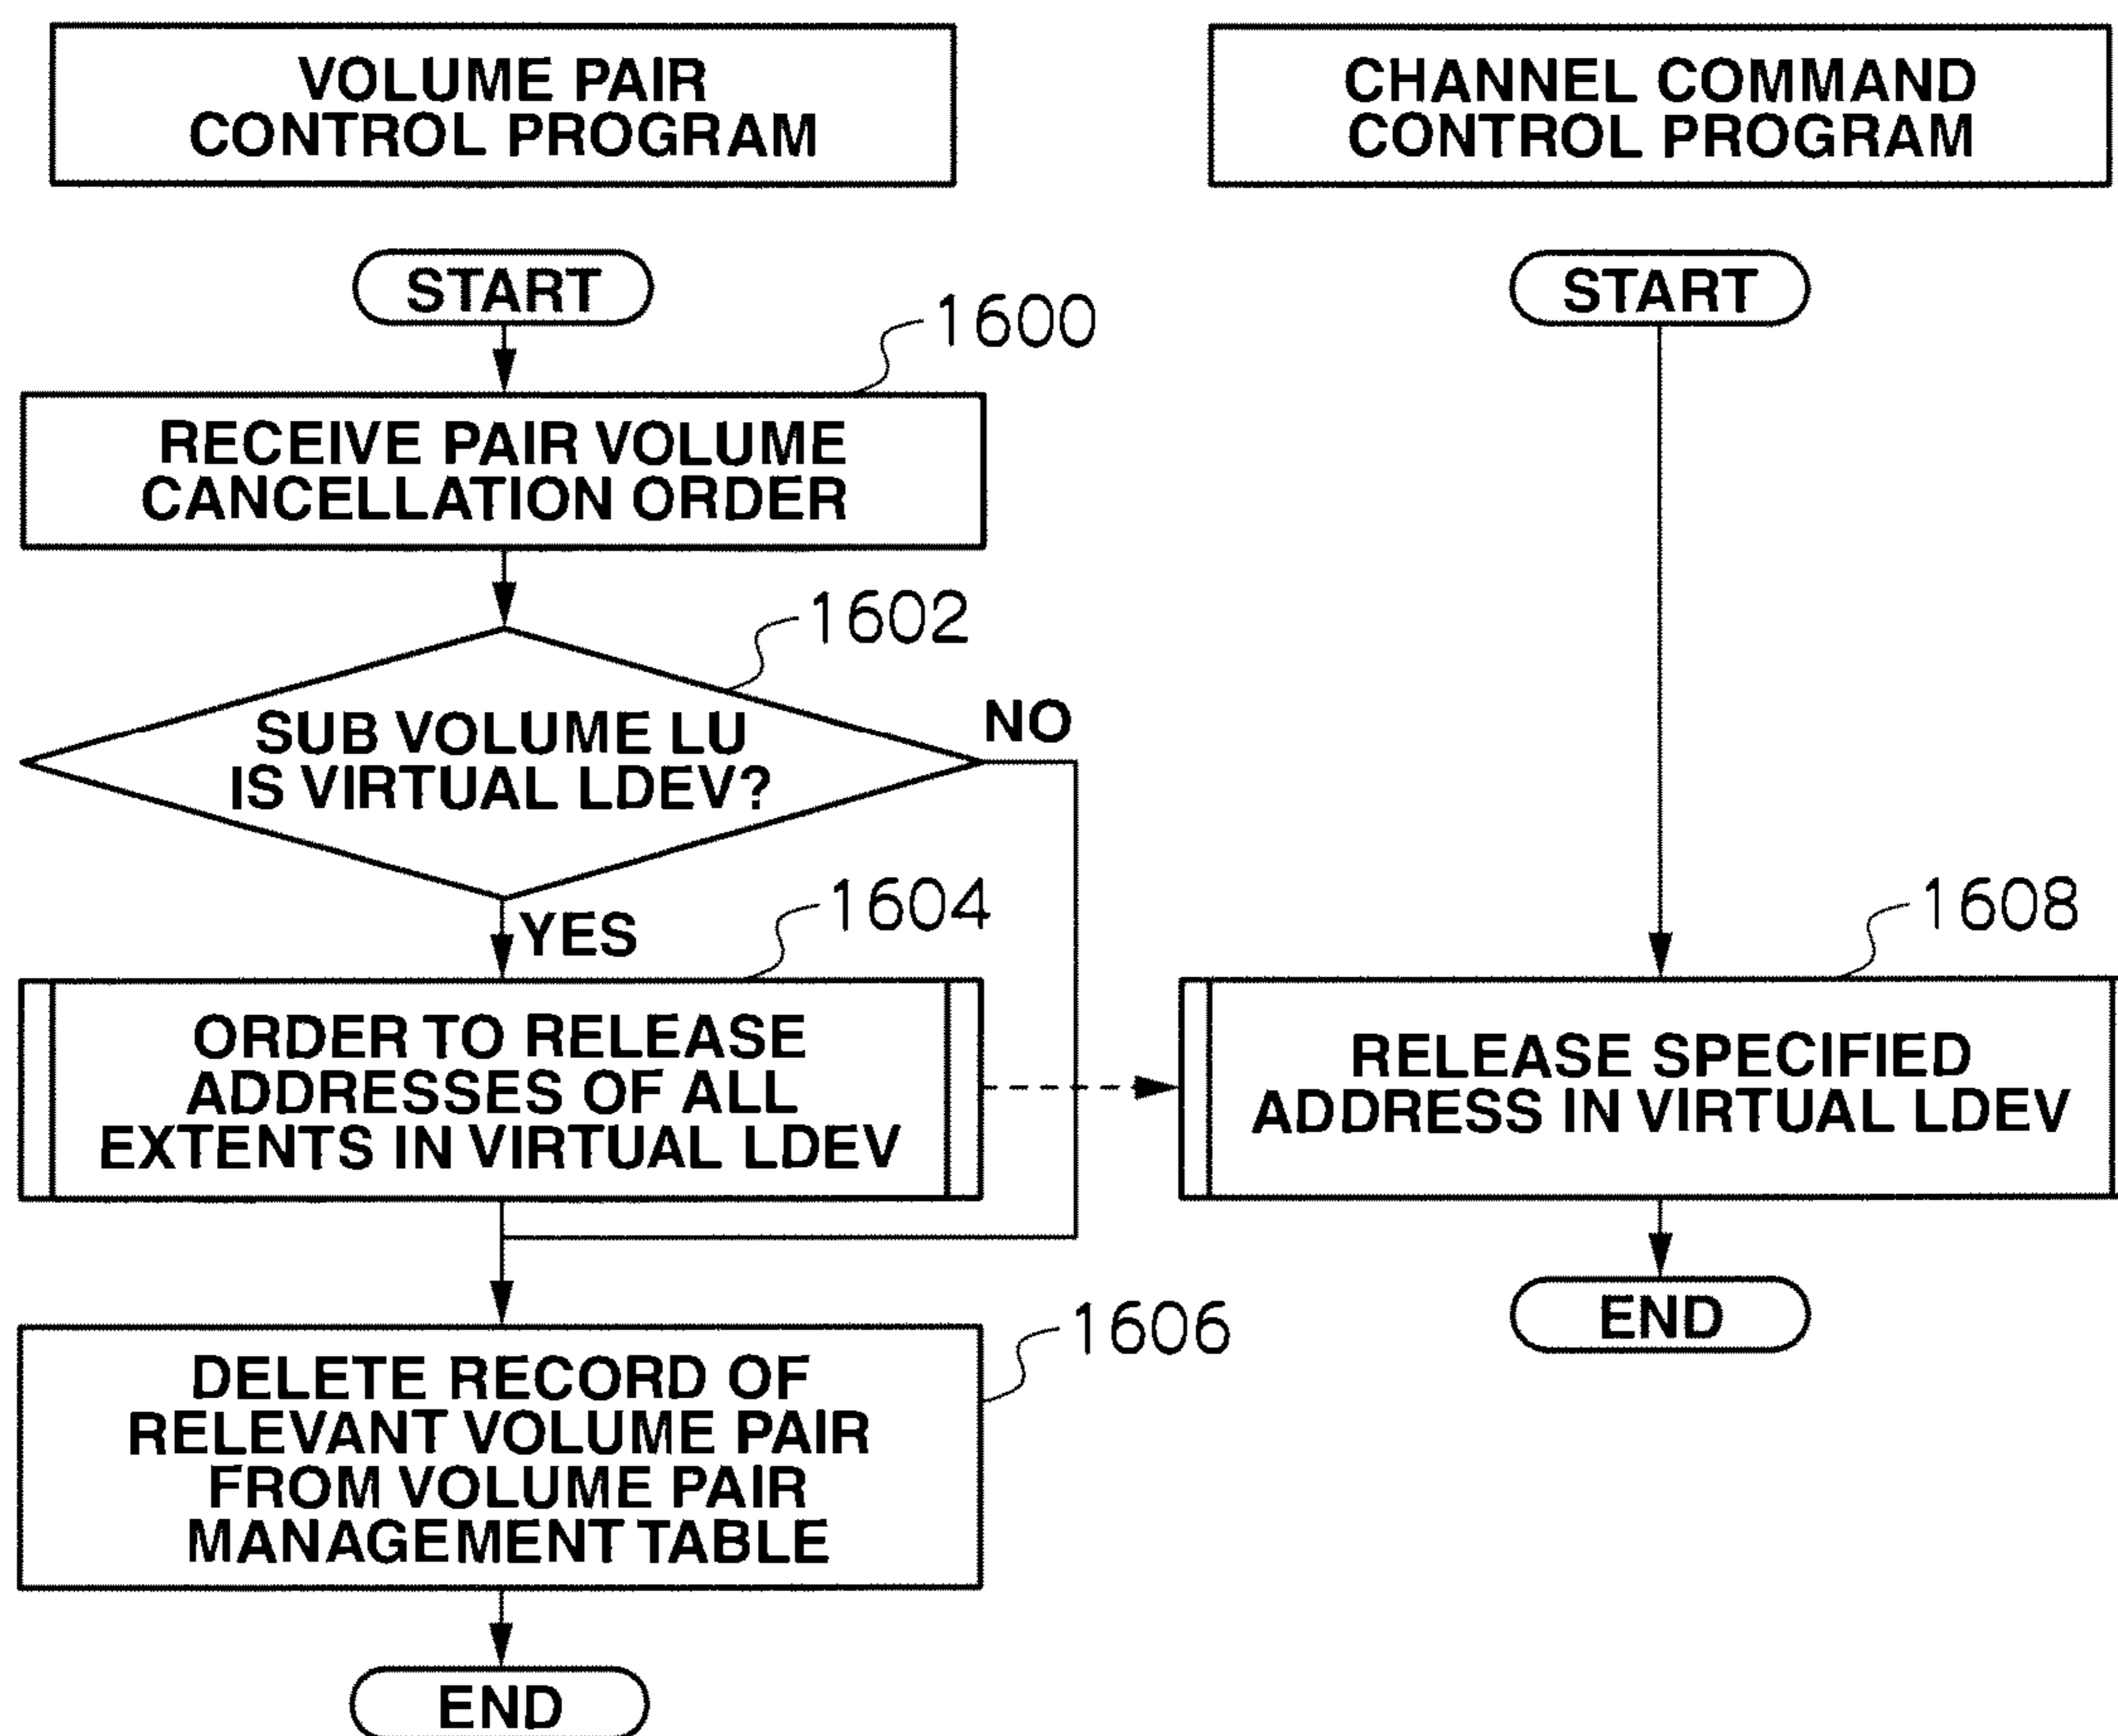 VOLUME PAIR
CONTROL PROGRAM
START
1600
RECEIVE PAIR VOLUME
CANCELLATION ORDER
1602
SUB VOLUME LU
IS VIRTUAL LDEV?
NO
YES
1604
ORDER TO RELEASE
ADDRESSES OF ALL
EXTENTS IN VIRTUAL LDEV
1606
DELETE RECORD OF
RELEVANT VOLUME PAIR
FROM VOLUME PAIR
MANAGEMENT TABLE
END
CHANNEL COMMAND
CONTROL PROGRAM
START
1608
RELEASE SPECIFIED
ADDRESS IN VIRTUAL LDEV
END